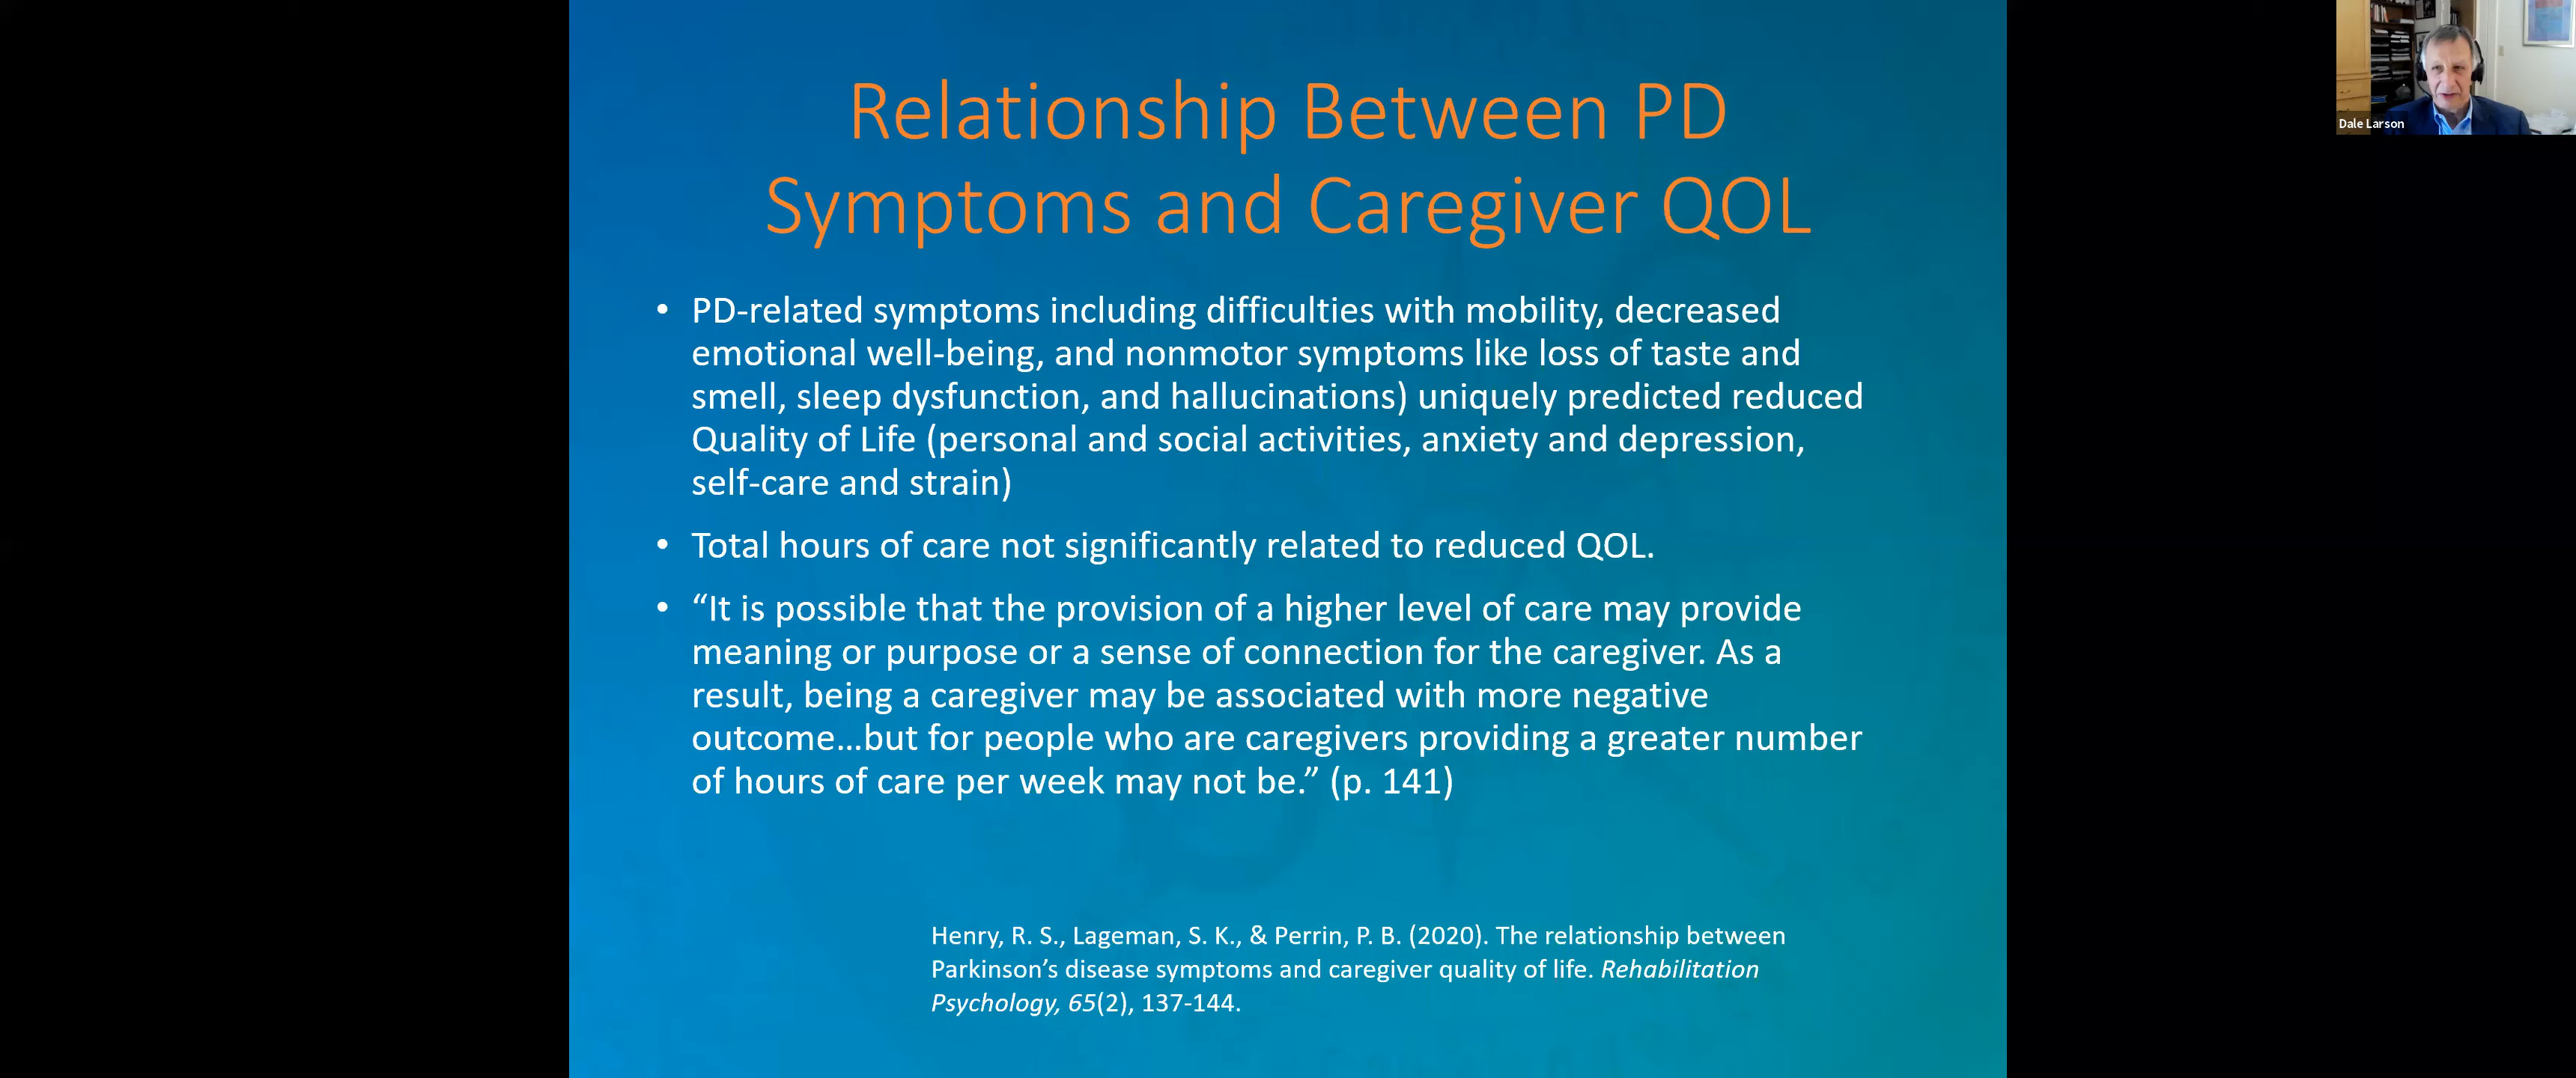 Relationship Between PD
Symptoms and Caregiver QOL
• PD-related symptoms including difficulties with mobility, decreased
emotional well-being, and nonmotor symptoms like loss of taste and
smell, sleep dysfunction, and hallucinations) uniquely predicted reduced
Quality of Life (personal and social activities, anxiety and depression,
self-care and strain)
• Total hours of care not significantly related to reduced QOL.
• “It is possible that the provision of a higher level of care may provide
meaning or purpose or a sense of connection for the caregiver. As a
result, being a caregiver may be associated with more negative
outcome…but for people who are caregivers providing a greater number
of hours of care per week may not be.” (p. 141)
Henry, R. S., Lageman, S. K., & Perrin, P. B. (2020). The relationship between
Parkinson’s disease symptoms and caregiver quality of life. Rehabilitation
Psychology, 65(2), 137-144.
Dale Larson